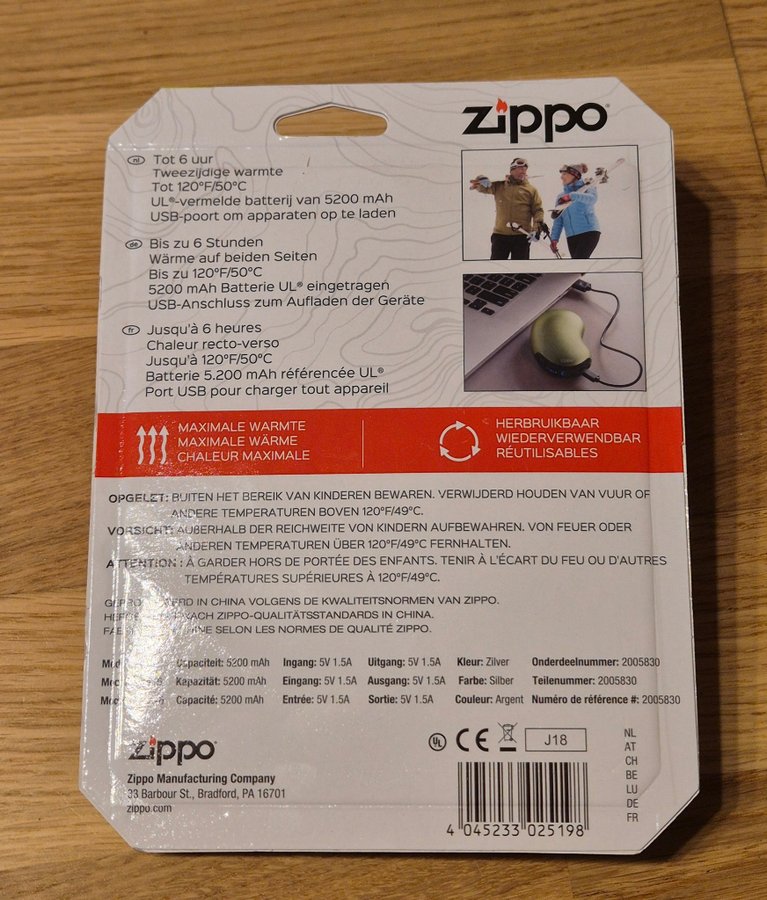 zippo
nl Tot 6 uur
Tweezijdige warmte
Tot 120°F/50°C
UL®-vermelde batterij van 5200 mAh
USB-poort om apparaten op te laden
de Bis zu 6 Stunden
Wärme auf beiden Seiten
Bis zu 120°F/50°C
5200 mAh Batterie UL® eingetragen
USB-Anschluss zum Aufladen der Geräte
fr Jusqu'à 6 heures
Chaleur recto-verso
Jusqu'à 120°F/50°C
Batterie 5.200 mAh référencée UL®
Port USB pour charger tout appareil
MAXIMALE WARMTE
MAXIMALE WÄRME
CHALEUR MAXIMALE
HERBRUIKBAAR
WIEDERVERWENDBAR
RÉUTILISABLES
OPGELET: BUITEN HET BEREIK VAN KINDEREN BEWAREN. VERWIJDERD HOUDEN VAN VUUR OF
ANDERE TEMPERATUREN BOVEN 120°F/49°C.
VORSICHT: AUßERHALB DER REICHWEITE VON KINDERN AUFBEWAHREN. VON FEUER ODER
ANDEREN TEMPERATUREN ÜBER 120°F/49°C FERNHALTEN.
ATTENTION : À GARDER HORS DE PORTÉE DES ENFANTS. TENIR À L'ÉCART DU FEU OU D'AUTRES
TEMPÉRATURES SUPÉRIEURES À 120°F/49°C.
IN CHINA VOLGENS DE KWALITEITSNORMEN VAN ZIPPO.
NACH ZIPPO-QUALITÄTSSTANDARDS IN CHINA.
SELON LES NORMES DE QUALITÉ ZIPPO.
Capaciteit: 5200 mAh Ingang: 5V 1.5A Uitgang: 5V 1.5A Kleur: Zilver Onderdeelnummer: 2005830
Kapazität: 5200 mAh Eingang: 5V 1.5A Ausgang: 5V 1.5A Farbe: Silber Teilenummer: 2005830
Capacité: 5200 mAh Entrée: 5V 1.5A Sortie: 5V 1.5A Couleur: Argent Numéro de référence #: 2005830
zippo
Zippo Manufacturing Company
33 Barbour St., Bradford, PA 16701
zippo.com
UL CE J18
4 045233 025198
NL
AT
CH
BE
LU
DE
FR